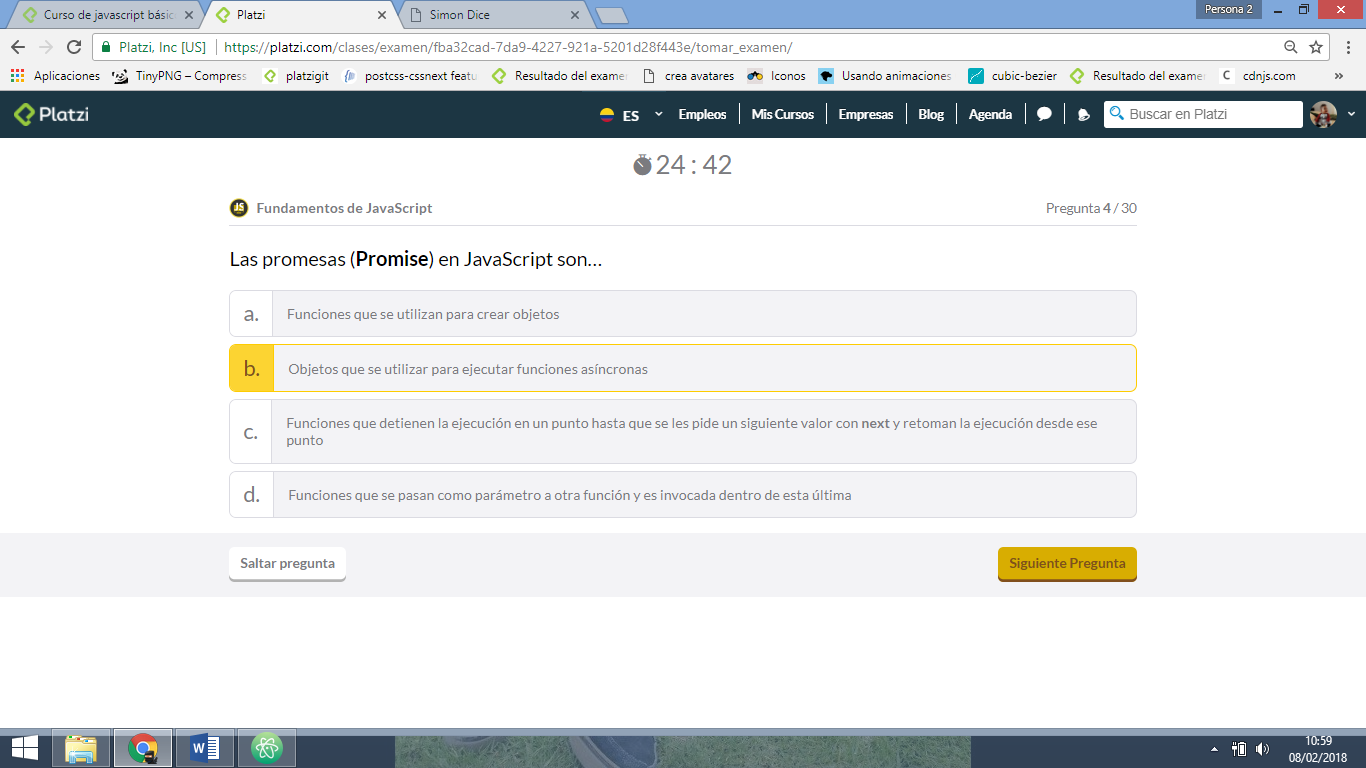 Curso de javascript básic
Platzi
Simon Dice
Persona 2
Platzi, Inc [US]
https://platzi.com/clases/examen/fba32cad-7da9-4227-921a-5201d28f443e/tomar_examen/
Aplicaciones
TinyPNG – Compress
platzigit
postcss-cssnext featu
Resultado del examen
crea avatares
Iconos
Usando animaciones
cubic-bezier
Resultado del examen
C cdnjs.com
»
Platzi
ES
Empleos
Mis Cursos
Empresas
Blog
Agenda
Buscar en Platzi
24 : 42
JS
Fundamentos de JavaScript
Pregunta 4 / 30
Las promesas (Promise) en JavaScript son...
a. Funciones que se utilizan para crear objetos
b. Objetos que se utilizar para ejecutar funciones asíncronas
c. Funciones que detienen la ejecución en un punto hasta que se les pide un siguiente valor con next y retoman la ejecución desde ese
punto
d. Funciones que se pasan como parámetro a otra función y es invocada dentro de esta última
Saltar pregunta
Siguiente Pregunta
10:59
08/02/2018